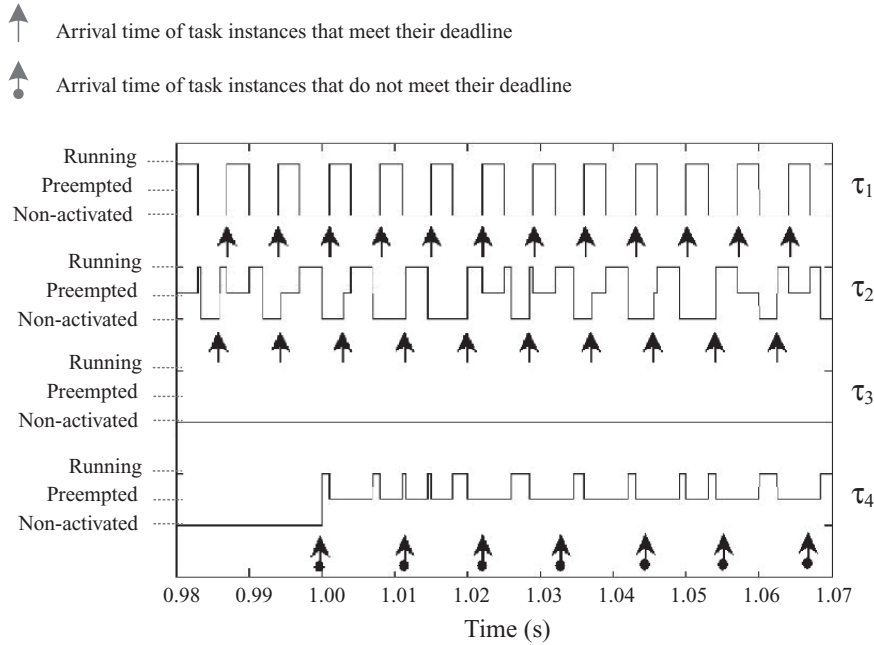 Arrival time of task instances that meet their deadline
Arrival time of task instances that do not meet their deadline
Running
Preempted
Non-activated
τ1
Running
Preempted
Non-activated
τ2
Running
Preempted
Non-activated
τ3
Running
Preempted
Non-activated
τ4
0.98 0.99 1.00 1.01 1.02 1.03 1.04 1.05 1.06 1.07
Time (s)